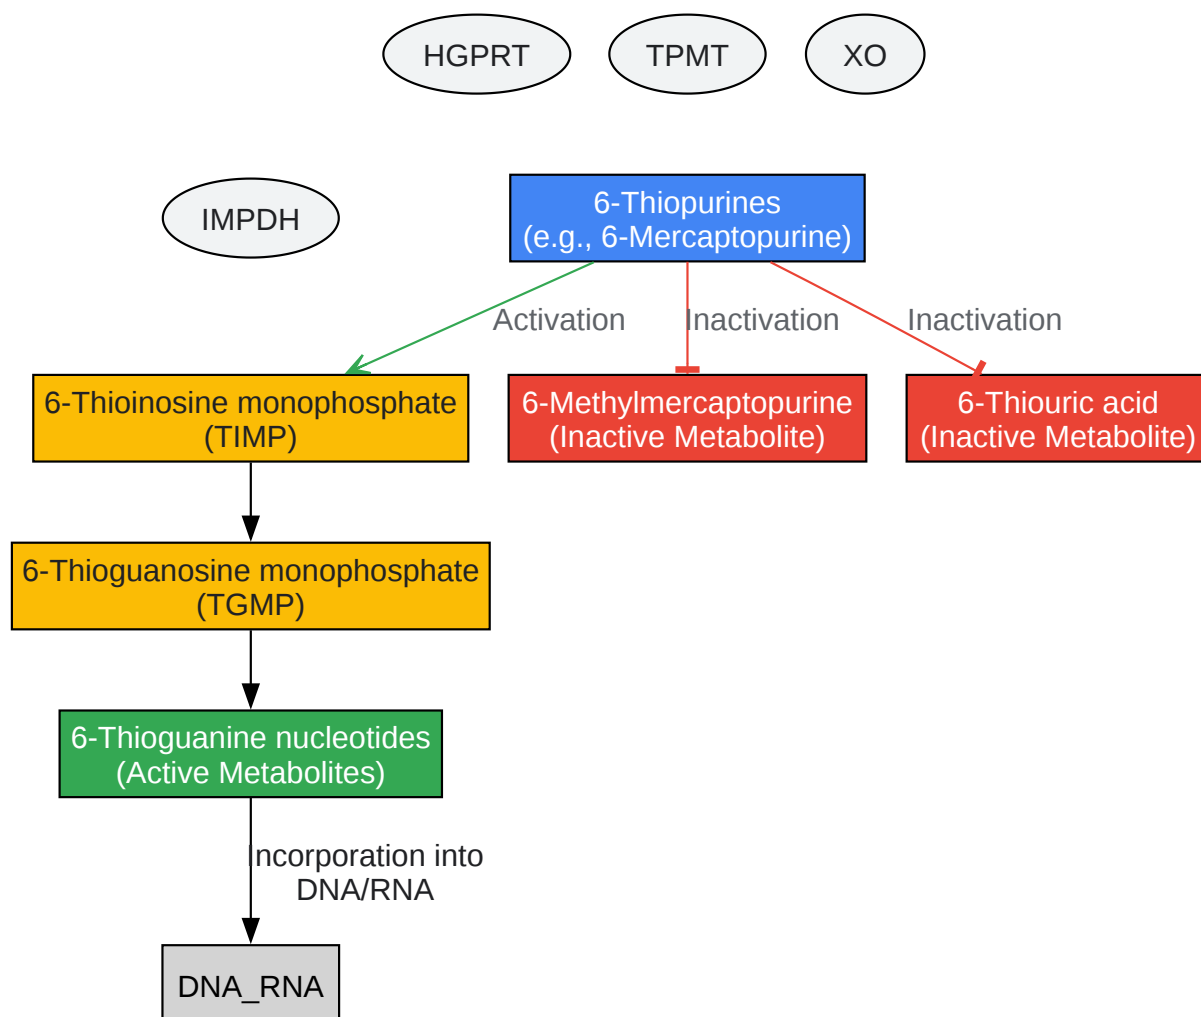 HGPRT
TPMT
XO
IMPDH
6-Thiopurines
(e.g., 6-Mercaptopurine)
Activation
Inactivation
Inactivation
6-Thioinosine monophosphate
(TIMP)
6-Methylmercaptopurine
(Inactive Metabolite)
6-Thiouric acid
(Inactive Metabolite)
6-Thioguanosine monophosphate
(TGMP)
6-Thioguanine nucleotides
(Active Metabolites)
Incorporation into
DNA/RNA
DNA_RNA